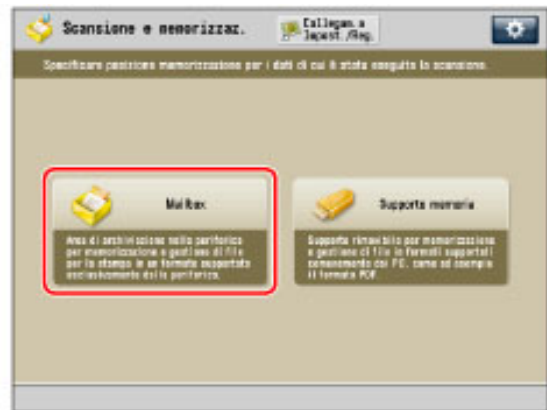 Scansione e memorizzaz.
Collegam. a
Impost./Reg.
Specificare posizione memorizzazione per i dati di cui è stata eseguita la scansione.
Mailbox
Area di archiviazione nella periferica
per memorizzazione e gestione di file
per la stampa in un formato supportato
esclusivamente dalla periferica.
Supporto memoria
Supporto rimovibile per memorizzazione
e gestione di file in formati supportati
comunemente dai PC, come ad esempio
il formato PDF.